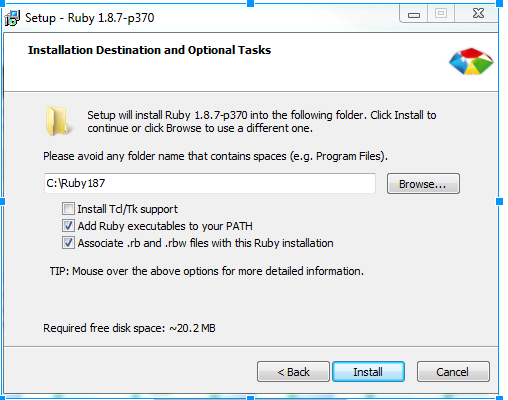 Setup - Ruby 1.8.7-p370
Installation Destination and Optional Tasks
Setup will install Ruby 1.8.7-p370 into the following folder. Click Install to
continue or click Browse to use a different one.
Please avoid any folder name that contains spaces (e.g. Program Files).
C:\Ruby187
Browse...
Install Tcl/Tk support
Add Ruby executables to your PATH
Associate .rb and .rbw files with this Ruby installation
TIP: Mouse over the above options for more detailed information.
Required free disk space: ~20.2 MB
< Back
Install
Cancel